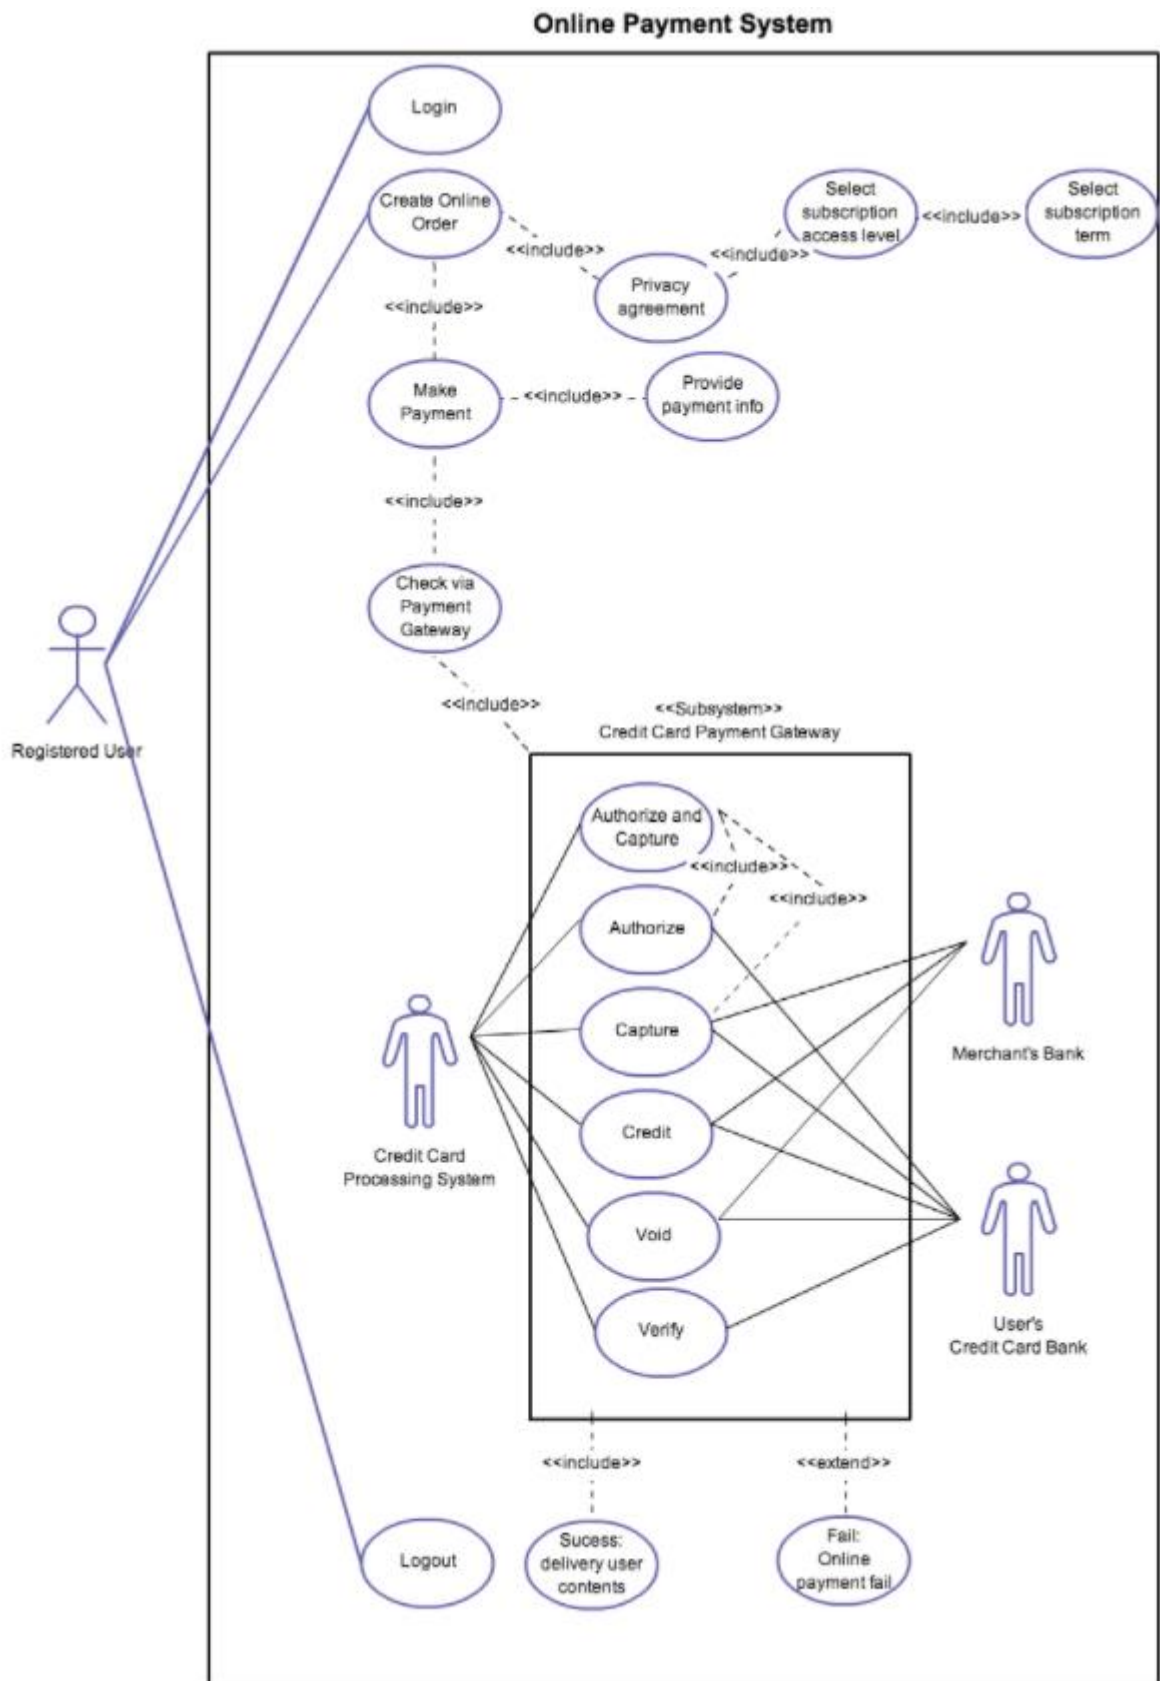 Online Payment System
Login
Create Online
Order
<<include>>
Privacy
agreement
<<include>>
Select
subscription
access level
<<include>>
Select
subscription
term
<<include>>
Make
Payment
<<include>>
Provide
payment info
<<include>>
Check via
Payment
Gateway
Registered User
<<include>>
<<Subsystem>>
Credit Card Payment Gateway
Authorize and
Capture
<<include>>
<<include>>
Authorize
Capture
Credit
Void
Verify
Credit Card
Processing System
Merchant's Bank
User's
Credit Card Bank
<<include>>
<<extend>>
Logout
Sucess:
delivery user
contents
Fail:
Online
payment fail